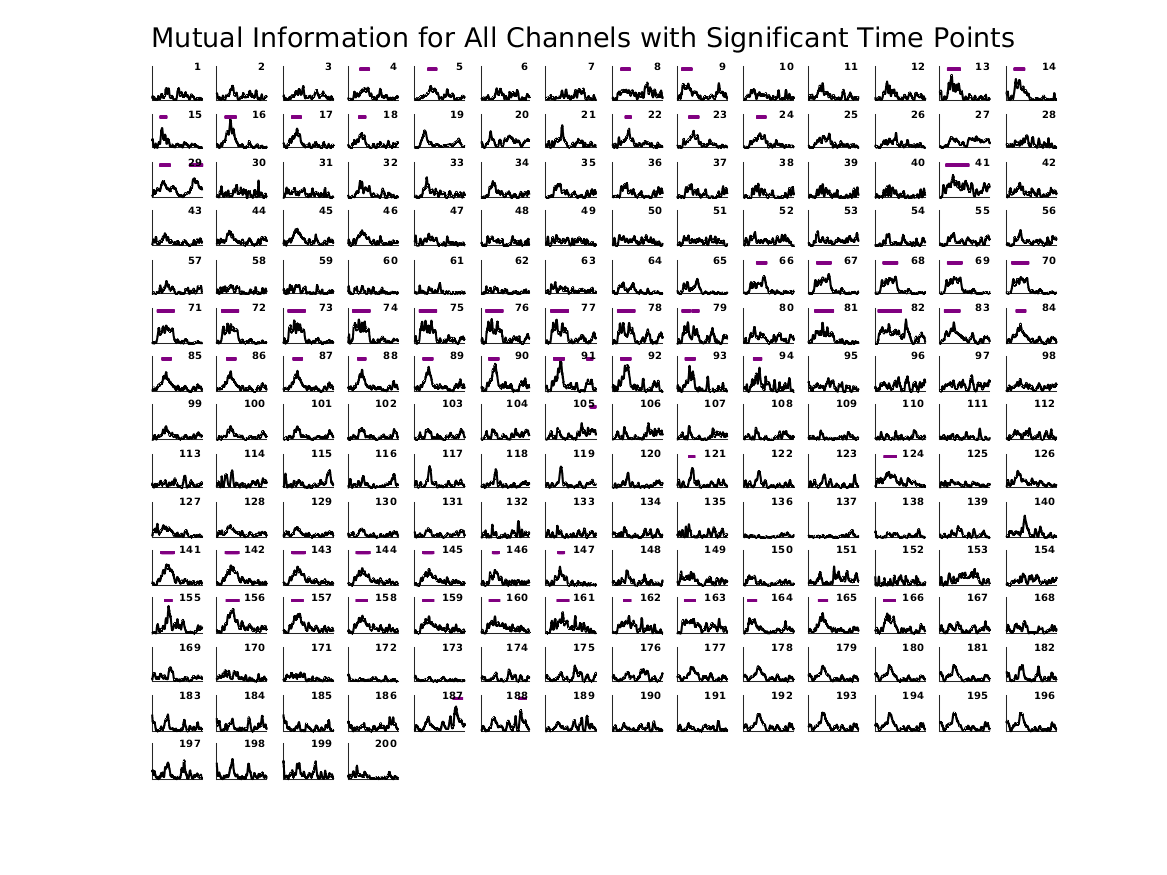 Mutual Information for All Channels with Significant Time Points
1 2 3 4 5 6 7 8 9 10 11 12 13 14
15 16 17 18 19 20 21 22 23 24 25 26 27 28
29 30 31 32 33 34 35 36 37 38 39 40 41 42
43 44 45 46 47 48 49 50 51 52 53 54 55 56
57 58 59 60 61 62 63 64 65 66 67 68 69 70
71 72 73 74 75 76 77 78 79 80 81 82 83 84
85 86 87 88 89 90 91 92 93 94 95 96 97 98
99 100 101 102 103 104 105 106 107 108 109 110 111 112
113 114 115 116 117 118 119 120 121 122 123 124 125 126
127 128 129 130 131 132 133 134 135 136 137 138 139 140
141 142 143 144 145 146 147 148 149 150 151 152 153 154
155 156 157 158 159 160 161 162 163 164 165 166 167 168
169 170 171 172 173 174 175 176 177 178 179 180 181 182
183 184 185 186 187 188 189 190 191 192 193 194 195 196
197 198 199 200